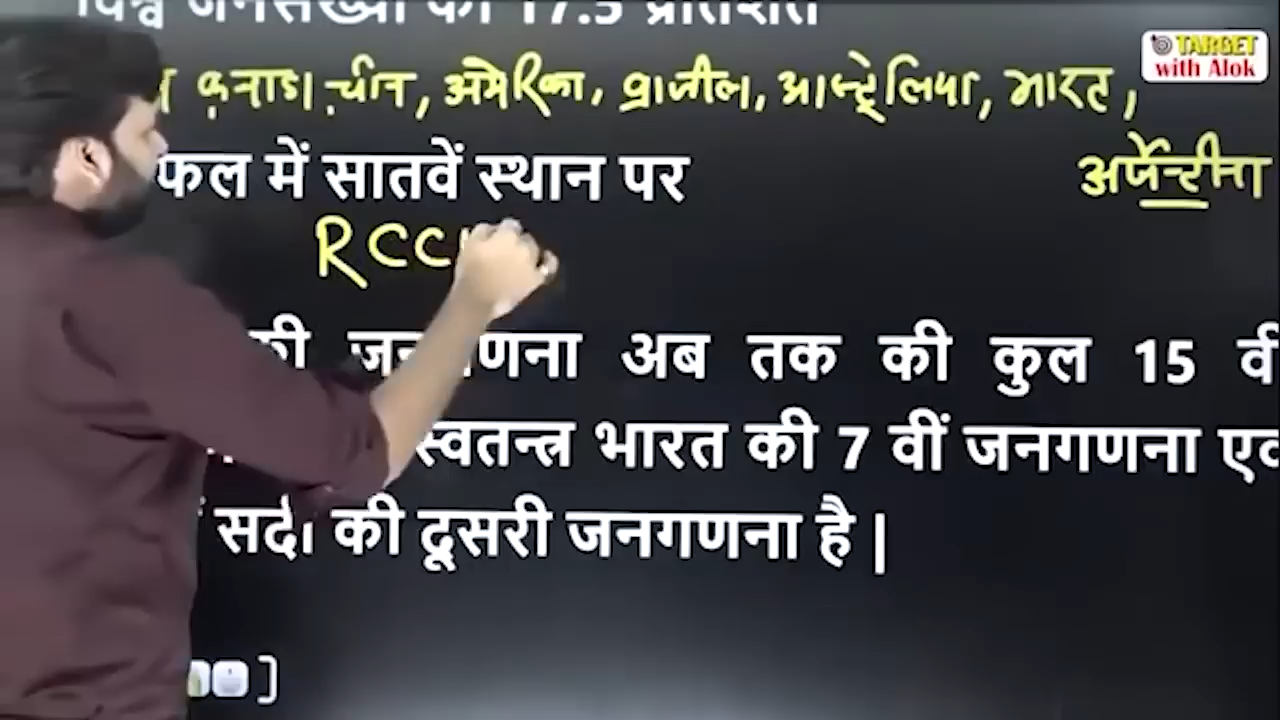 विश्व जनसंख्या का 17.5 प्रतिशत
TARGET
with Alok
कनाडा चीन, अमेरिका, ब्राजील, आस्ट्रेलिया, भारत,
फल में सातवें स्थान पर
अर्जेन्टीना
RCC
की जनगणना अब तक की कुल 15 वीं
स्वतन्त्र भारत की 7 वीं जनगणना एवं
की दूसरी जनगणना है |